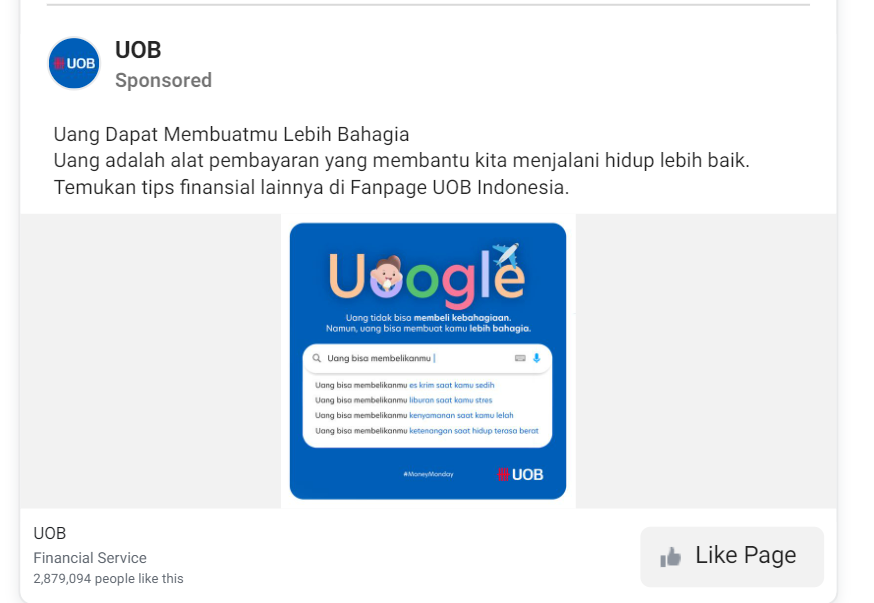 UOB
UOB
Sponsored
Uang Dapat Membuatmu Lebih Bahagia
Uang adalah alat pembayaran yang membantu kita menjalani hidup lebih baik.
Temukan tips finansial lainnya di Fanpage UOB Indonesia.
Uoogle
Uang tidak bisa membeli kebahagiaan.
Namun, uang bisa membuat kamu lebih bahagia.
Uang bisa membelikanmu
Uang bisa membelikanmu es krim saat kamu sedih
Uang bisa membelikanmu liburan saat kamu stres
Uang bisa membelikanmu kenyamanan saat kamu lelah
Uang bisa membelikanmu ketenangan saat hidup terasa berat
#MoneyMonday
UOB
UOB
Financial Service
2,879,094 people like this
Like Page